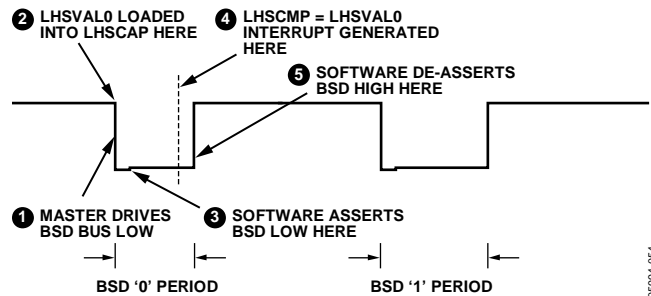 2 LHSVAL0 LOADED
INTO LHSCAP HERE
4 LHSCMP = LHSVAL0
INTERRUPT GENERATED
HERE
5 SOFTWARE DE-ASSERTS
BSD HIGH HERE
1 MASTER DRIVES
BSD BUS LOW
3 SOFTWARE ASSERTS
BSD LOW HERE
BSD ‘0’ PERIOD
BSD ‘1’ PERIOD